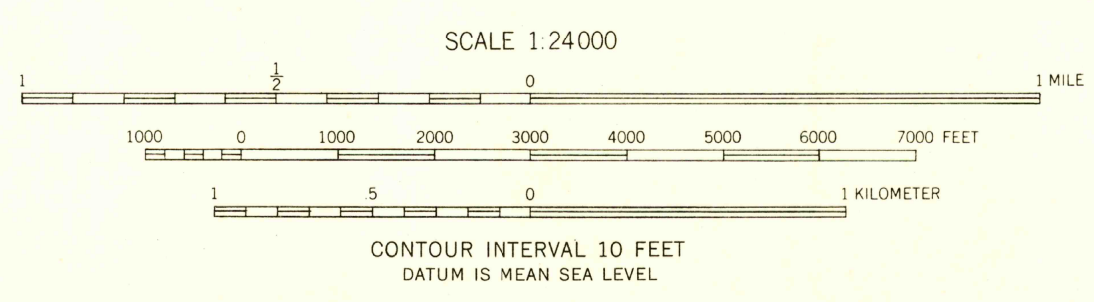 SCALE 1:24000
1 1/2 0 1 MILE
1000 0 1000 2000 3000 4000 5000 6000 7000 FEET
1 .5 0 1 KILOMETER
CONTOUR INTERVAL 10 FEET
DATUM IS MEAN SEA LEVEL